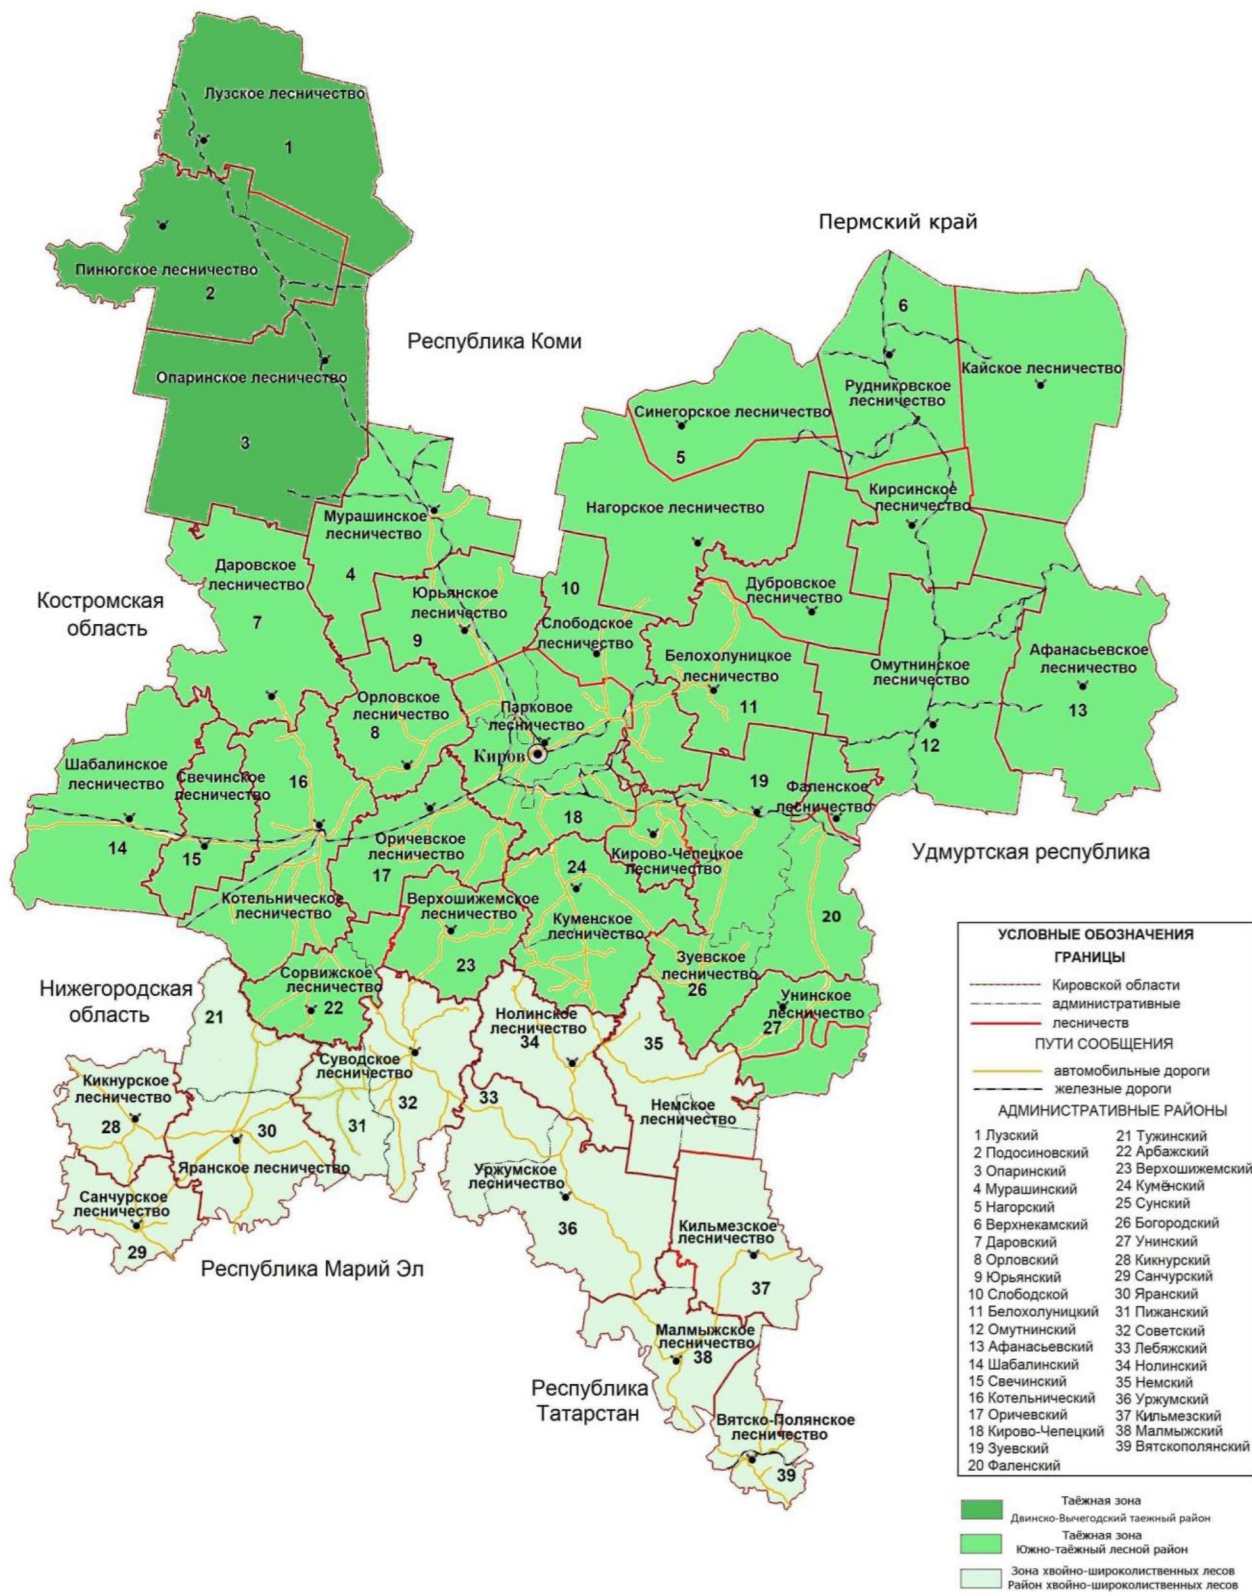 Лузское лесничество
1
Пинюгское лесничество
2
Пермский край
6
Республика Коми
Опаринское лесничество
3
Кайское лесничество
Рудниковское
лесничество
Синегорское лесничество
5
Кирсинское
лесничество
Нагорское лесничество
Мурашинское
лесничество
4
Даровское
лесничество
7
Костромская
область
Юрьянское
лесничество
9
10
Слободское
лесничество
Дубровское
лесничество
Белохолуницкое
лесничество
11
Омутнинское
лесничество
12
Афанасьевское
лесничество
13
Орловское
лесничество
8
Парковое
лесничество
Киров
Шабалинское
лесничество
14
Свечинское
лесничество
15
16
19
Фаленское
лесничество
18
Оричевское
лесничество
17
Кирово-Чепецкое
лесничество
24
Удмуртская республика
Котельническое
лесничество
Верхошижемское
лесничество
23
Куменское
лесничество
20
Зуевское
лесничество
26
Нижегородская
область
Сорвижское
лесничество
22
21
Унинское
лесничество
27
Нолинское
лесничество
34
35
Суводское
лесничество
32
31
33
Кикнурское
лесничество
28
30
Яранское лесничество
Немское
лесничество
Санчурское
лесничество
29
Уржумское
лесничество
36
Республика Марий Эл
Кильмезское
лесничество
37
Малмыжское
лесничество
38
Республика
Татарстан
Вятско-Полянское
лесничество
39
УСЛОВНЫЕ ОБОЗНАЧЕНИЯ
ГРАНИЦЫ
Кировской области
административные
лесничеств
ПУТИ СООБЩЕНИЯ
автомобильные дороги
железные дороги
АДМИНИСТРАТИВНЫЕ РАЙОНЫ
1 Лузский
2 Подосиновский
3 Опаринский
4 Мурашинский
5 Нагорский
6 Верхнекамский
7 Даровский
8 Орловский
9 Юрьянский
10 Слободской
11 Белохолуницкий
12 Омутнинский
13 Афанасьевский
14 Шабалинский
15 Свечинский
16 Котельнический
17 Оричевский
18 Кирово-Чепецкий
19 Зуевский
20 Фаленский
21 Тужинский
22 Арбажский
23 Верхошижемский
24 Кумёнский
25 Сунский
26 Богородский
27 Унинский
28 Кикнурский
29 Санчурский
30 Яранский
31 Пижанский
32 Советский
33 Лебяжский
34 Нолинский
35 Немский
36 Уржумский
37 Кильмезский
38 Малмыжский
39 Вятскополянский
Таёжная зона
Двинско-Вычегодский таежный район
Таёжная зона
Южно-таёжный лесной район
Зона хвойно-широколиственных лесов
Район хвойно-широколиственных лесов